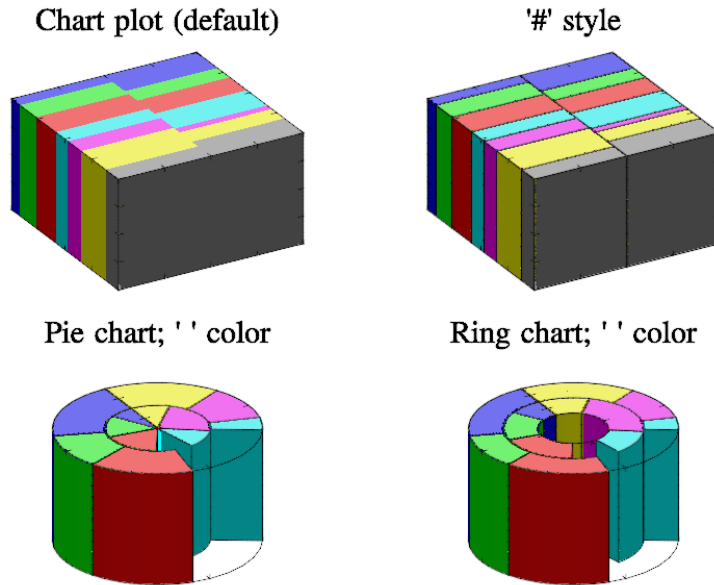 Chart plot (default)
'#' style
Pie chart; ' ' color
Ring chart; ' ' color